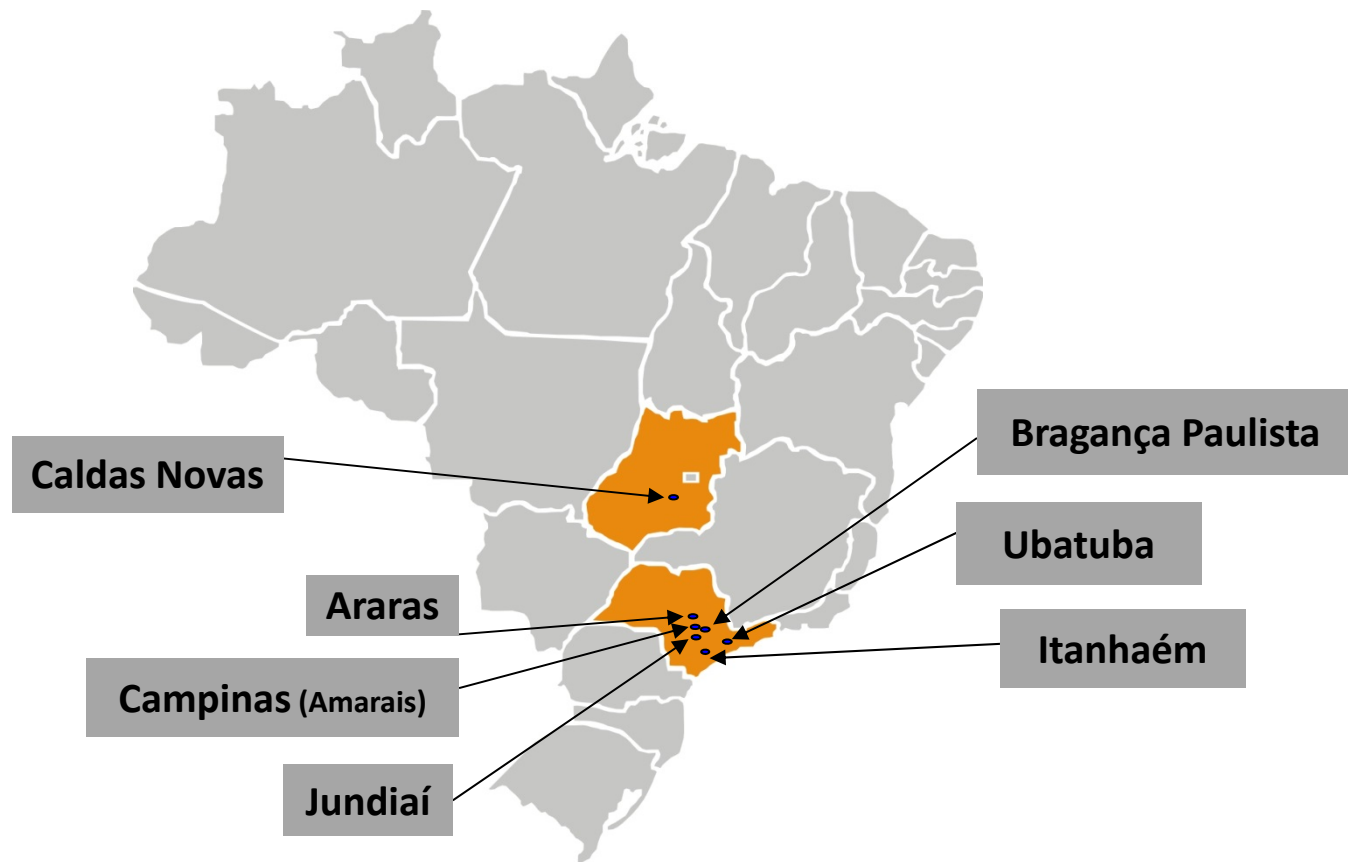 Bragança Paulista
Caldas Novas
Ubatuba
Araras
Itanhaém
Campinas (Amarais)
Jundiaí